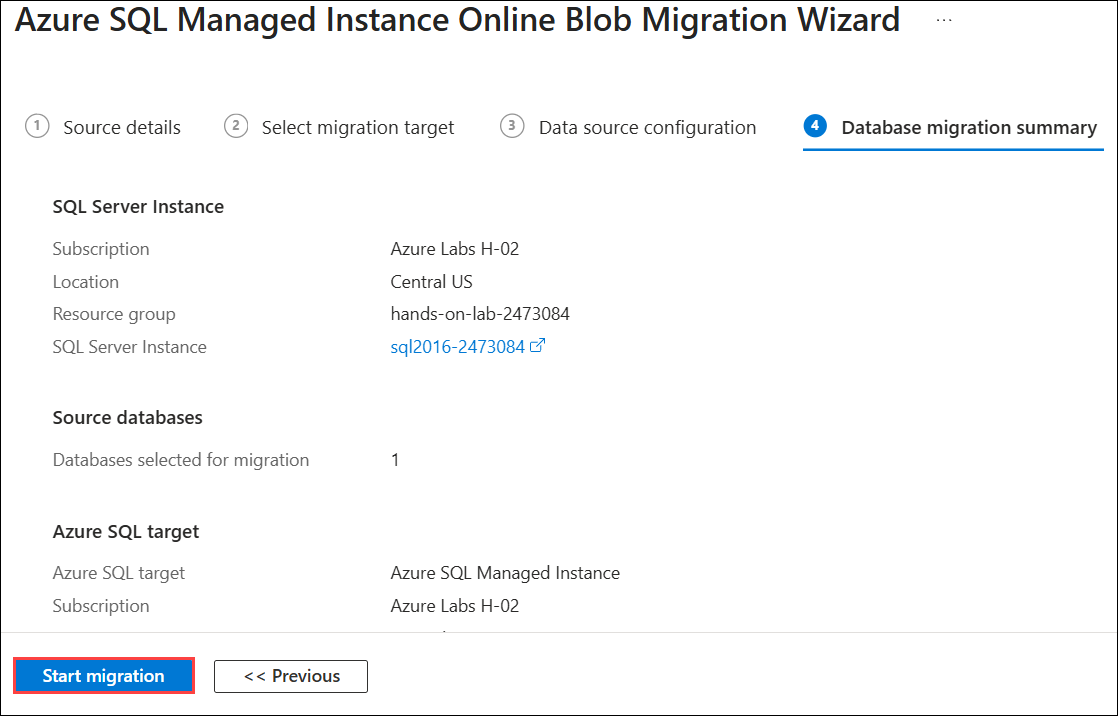 Azure SQL Managed Instance Online Blob Migration Wizard ...
1 Source details 2 Select migration target 3 Data source configuration 4 Database migration summary
SQL Server Instance
Subscription Azure Labs H-02
Location Central US
Resource group hands-on-lab-2473084
SQL Server Instance sql2016-2473084
Source databases
Databases selected for migration 1
Azure SQL target
Azure SQL target Azure SQL Managed Instance
Subscription Azure Labs H-02
Start migration << Previous